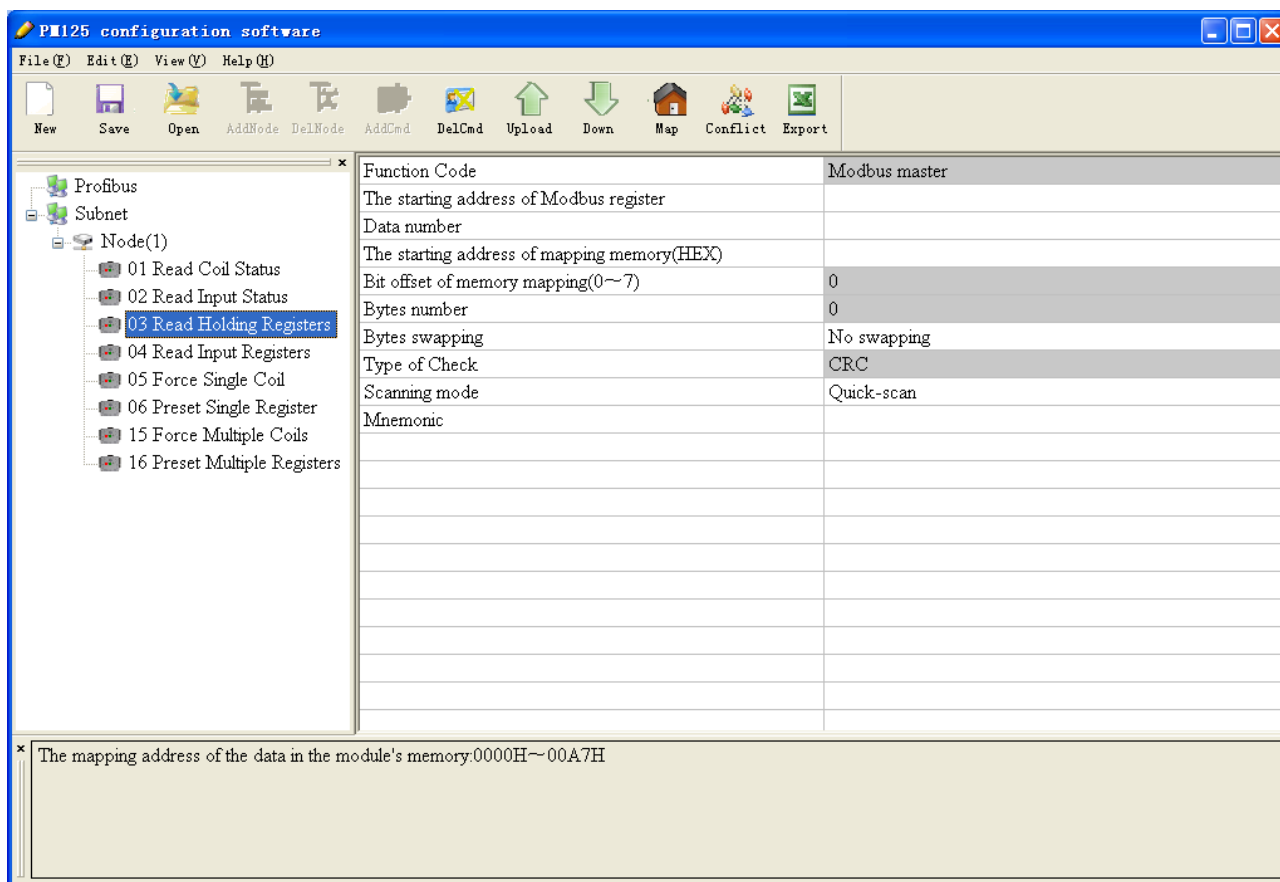 PM125 configuration software
File(F) Edit(E) View(V) Help(H)
New Save Open AddNode DelNode AddCmd DelCmd Upload Down Map Conflict Export
Profibus
Subnet
Node(1)
01 Read Coil Status
02 Read Input Status
03 Read Holding Registers
04 Read Input Registers
05 Force Single Coil
06 Preset Single Register
15 Force Multiple Coils
16 Preset Multiple Registers
Function Code Modbus master
The starting address of Modbus register
Data number
The starting address of mapping memory(HEX)
Bit offset of memory mapping(0～7) 0
Bytes number 0
Bytes swapping No swapping
Type of Check CRC
Scanning mode Quick-scan
Mnemonic
The mapping address of the data in the module's memory:0000H～00A7H